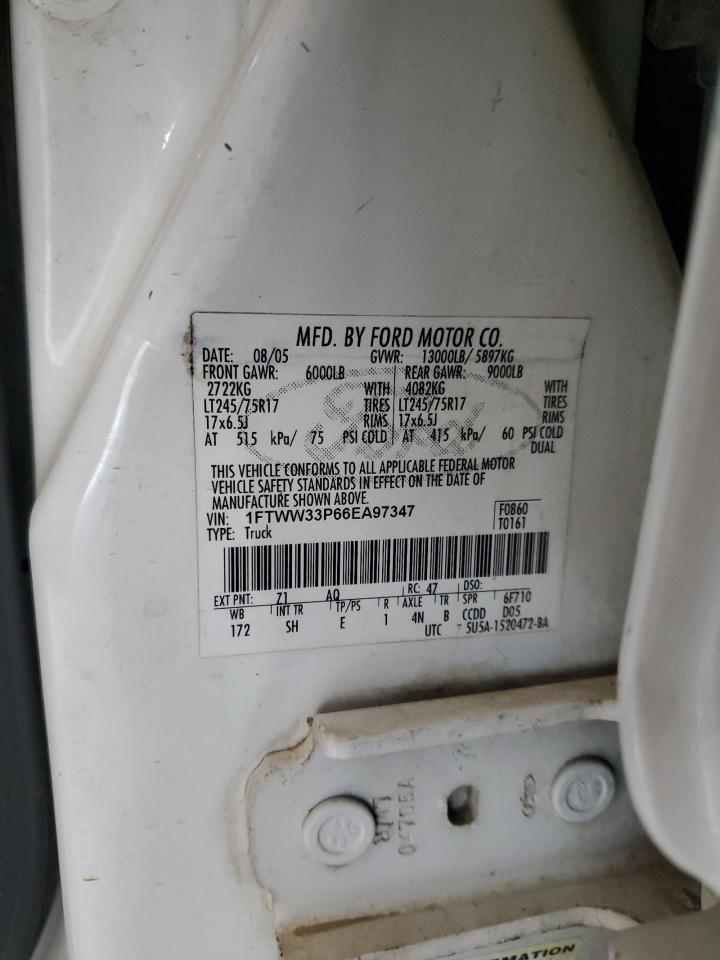 MFD. BY FORD MOTOR CO.
DATE: 08/05 GVWR: 13000LB/ 5897KG
FRONT GAWR: 6000LB REAR GAWR: 9000LB
2722KG WITH 4082KG WITH
LT245/75R17 TIRES LT245/75R17 TIRES
17x6.5J RIMS 17x6.5J RIMS
AT 515 kPa/ 75 PSI COLD AT 415 kPa/ 60 PSI COLD
DUAL
THIS VEHICLE CONFORMS TO ALL APPLICABLE FEDERAL MOTOR
VEHICLE SAFETY STANDARDS IN EFFECT ON THE DATE OF
MANUFACTURE SHOWN ABOVE.
VIN: 1FTWW33P66EA97347 F0860
TYPE: Truck T0161
EXT PNT: Z1 AQ RC: 47 DSO:
WB INT TR TP/PS R AXLE TR SPR 6F710
172 SH E 1 4N B CCDD D05
UTC 5U5A-1520472-BA
LWR